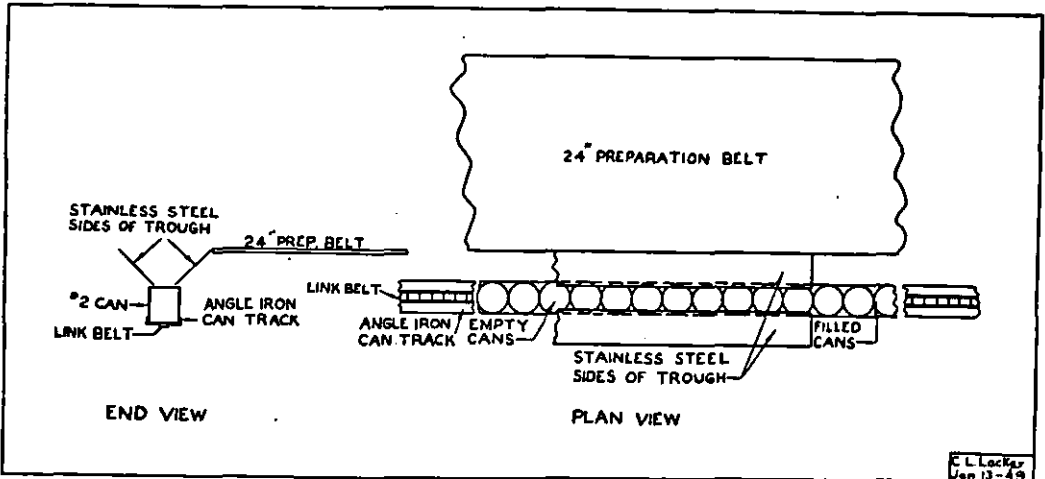 24" PREPARATION BELT
STAINLESS STEEL
SIDES OF TROUGH
24" PREP. BELT
#2 CAN
ANGLE IRON
CAN TRACK
LINK BELT
END VIEW
LINK BELT
ANGLE IRON
CAN TRACK
EMPTY
CANS
FILLED
CANS
STAINLESS STEEL
SIDES OF TROUGH
PLAN VIEW
C. L. Locker
Jan 13-49